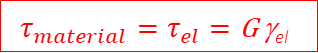 τ_material = τ_el = G γ_el